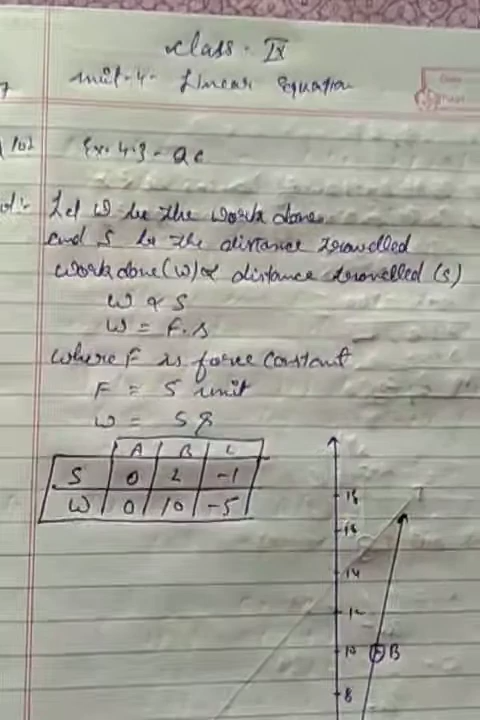 Class - IX
Unit-4- Linear Equation
Ex. 4.3 -
Let W be the work done
and S be the distance travelled
Work done (W) ∝ distance travelled (S)
W ∝ S
W = F.s
where F is force constant
F = 5 unit
W = 5 S
A B C
S 0 2 -1
W 0 10 -5
18
16
14
12
10 B
8